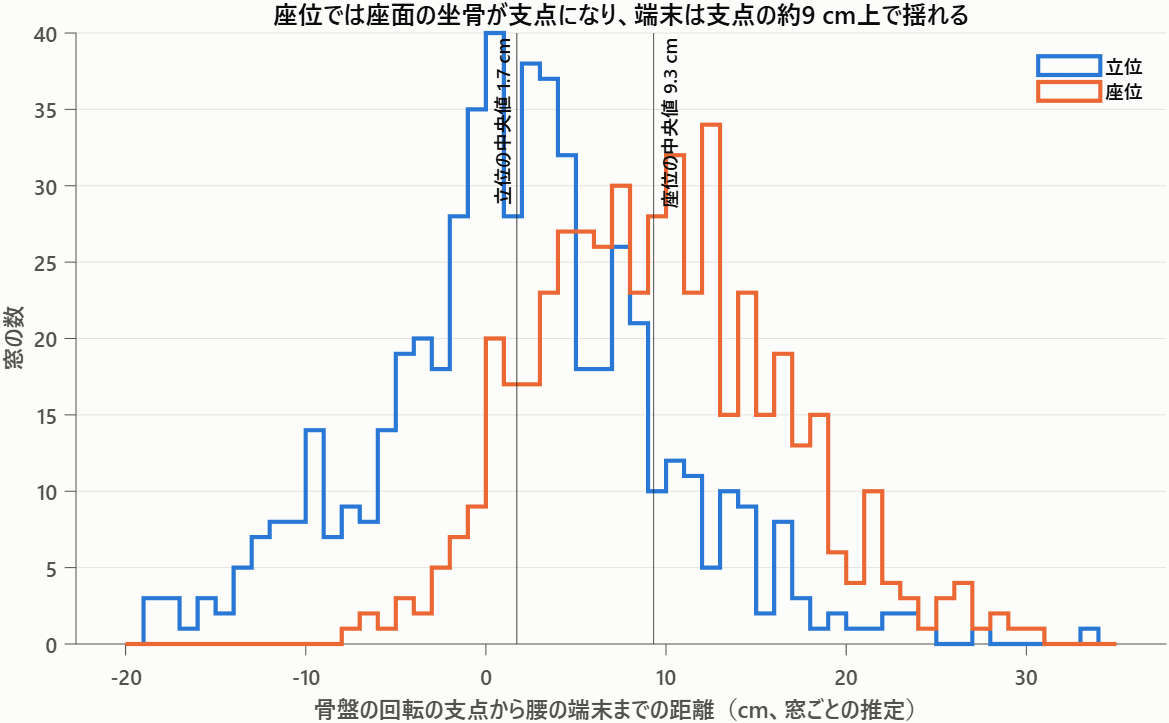 座位では座面の坐骨が支点になり、端末は支点の約9 cm上で揺れる
立位
座位
立位の中央値 1.7 cm
座位の中央値 9.3 cm
窓の数
40
35
30
25
20
15
10
5
0
-20
-10
0
10
20
30
骨盤の回転の支点から腰の端末までの距離（cm、窓ごとの推定）